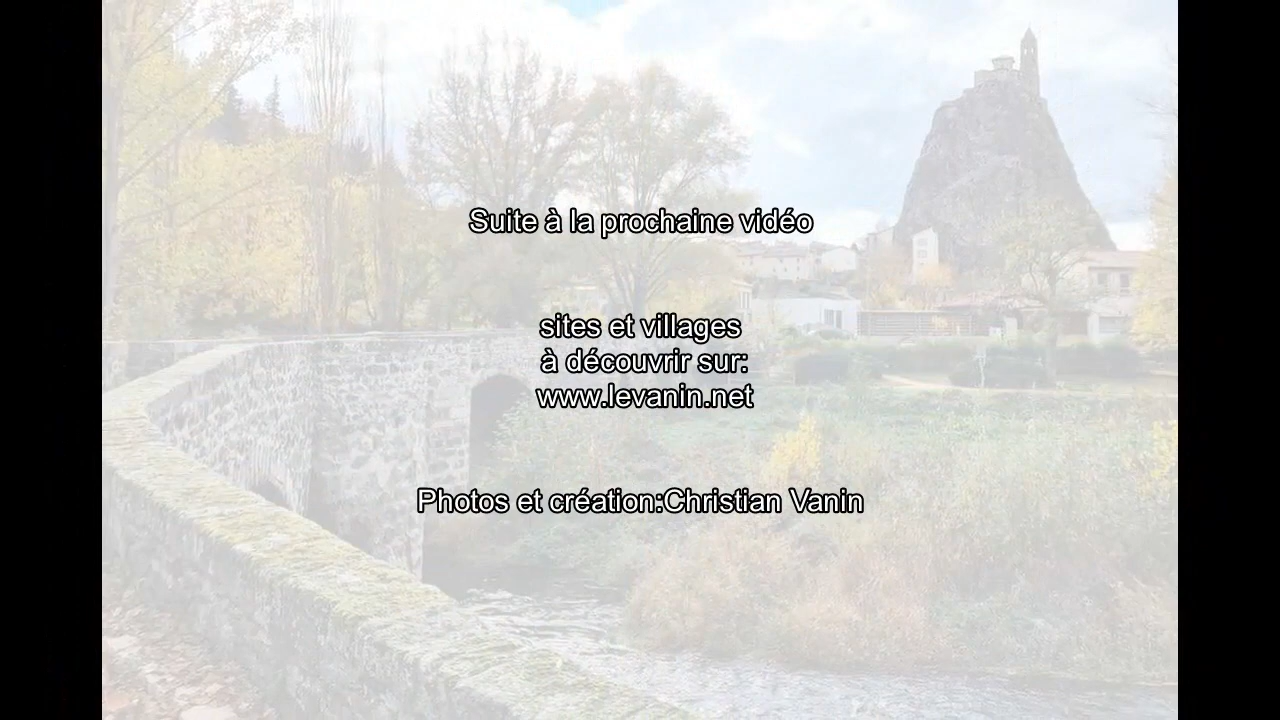 Suite à la prochaine vidéo
sites et villages
à découvrir sur:
www.levanin.net
Photos et création:Christian Vanin